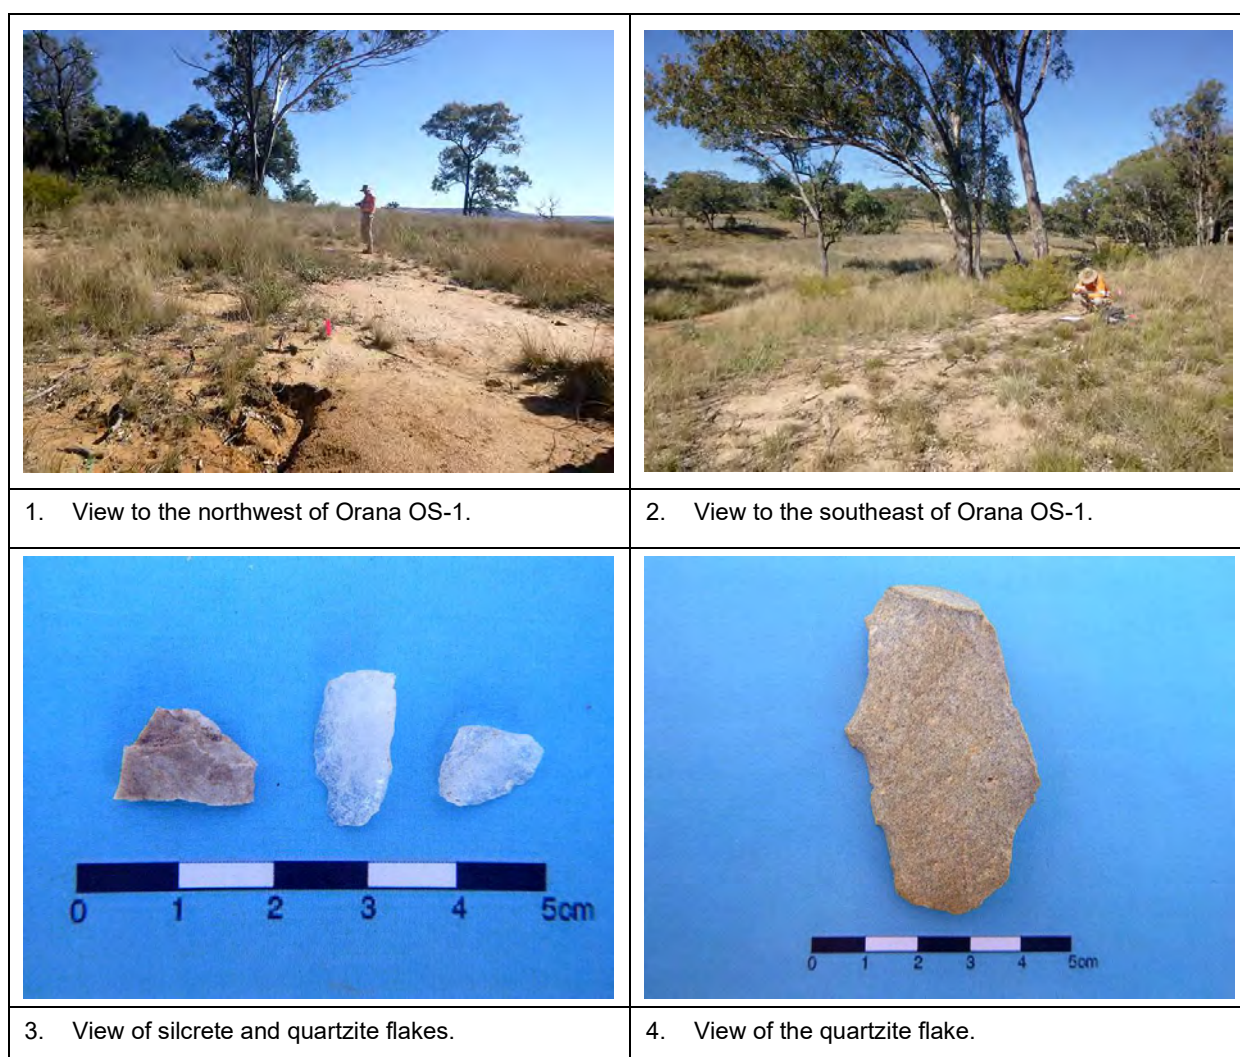 1. View to the northwest of Orana OS-1.
2. View to the southeast of Orana OS-1.
0 1 2 3 4 5cm
0 1 2 3 4 5cm
3. View of silcrete and quartzite flakes.
4. View of the quartzite flake.